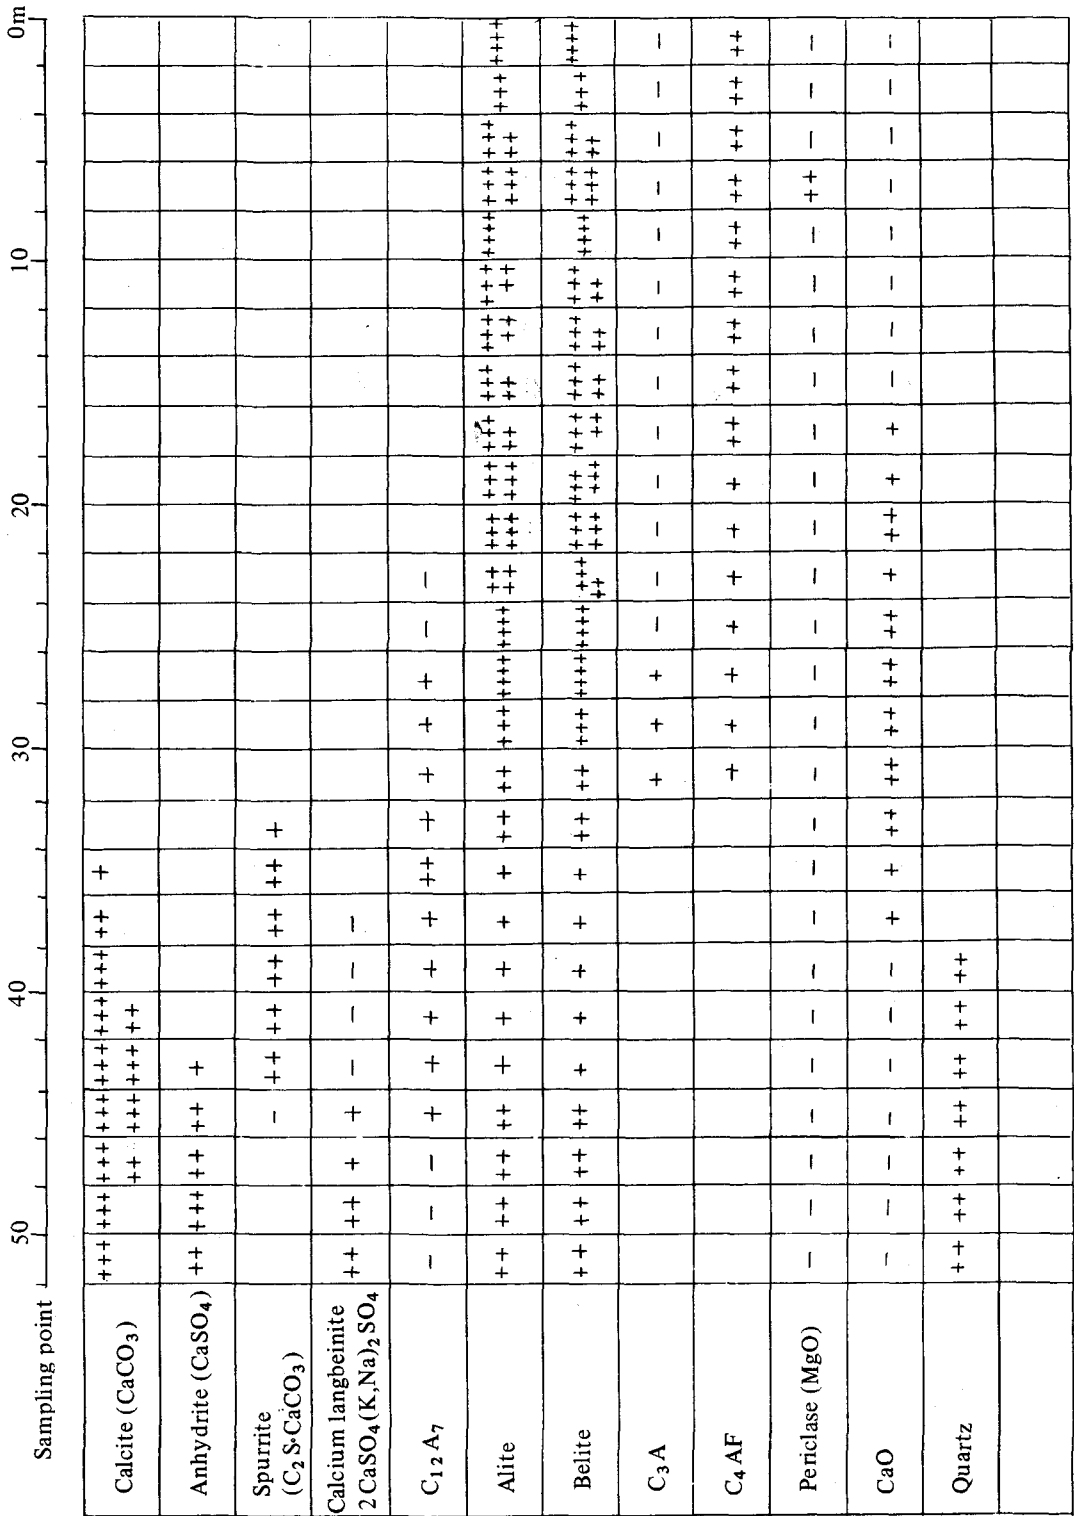 Sampling point 50 40 30 20 10 0m
Calcite (CaCO3) +++ +++ +++ +++ +++ +++ +++ ++ +
++ +++ +++ ++
Anhydrite (CaSO4) ++ +++ ++ ++ +
Spurrite
(C2S·CaCO3) − ++ ++ ++ ++ ++ +
Calcium langbeinite
2CaSO4(K,Na)2SO4 ++ ++ + + − − − −
C12A7 − − − + + + + + ++ + + + + − −
Alite ++ ++ +++ ++ + + + + + ++ ++ +++ ++++ ++++ ++ +++ +++ +++ +++ +++ +++ ++++ +++ +++ +++ ++++
++ +++ +++ ++ ++ ++ ++ +++ +++
Belite ++ ++ ++ ++ + + + + + ++ ++ +++ ++++ ++++ +++ +++ +++ +++ +++ +++ +++ ++++ +++ +++ +++ ++++
++ +++ +++ ++ ++ ++ ++ +++ ++
C3A + + + − − − − − − − − − − − − −
C4AF + + + + + + + ++ ++ ++ ++ ++ ++ ++ ++ ++
Periclase (MgO) − − − − − − − − − − − − − − − − − − − − − − ++ − − −
CaO − − − − − − − + + ++ ++ ++ ++ ++ + ++ + + − − − − − − − −
Quartz ++ ++ ++ ++ ++ ++ ++